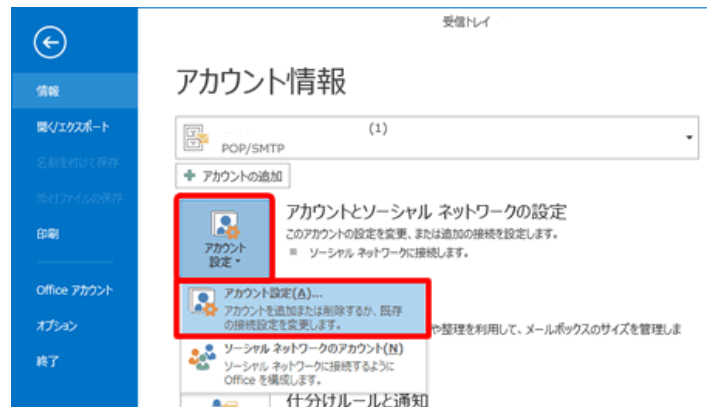 受信トレイ
アカウント情報
情報
開く/エクスポート
名前を付けて保存
添付ファイルの保存
印刷
Office アカウント
オプション
終了
(1)
POP/SMTP
アカウントの追加
アカウント
設定
アカウントとソーシャル ネットワークの設定
このアカウントの設定を変更、または追加の接続を設定します。
ソーシャル ネットワークに接続します。
アカウント設定(A)...
アカウントを追加または削除するか、既存
の接続設定を変更します。
や整理を利用して、メールボックスのサイズを管理しま
ソーシャル ネットワークのアカウント(N)
ソーシャル ネットワークに接続するように
Office を構成します。
仕分けルールと通知